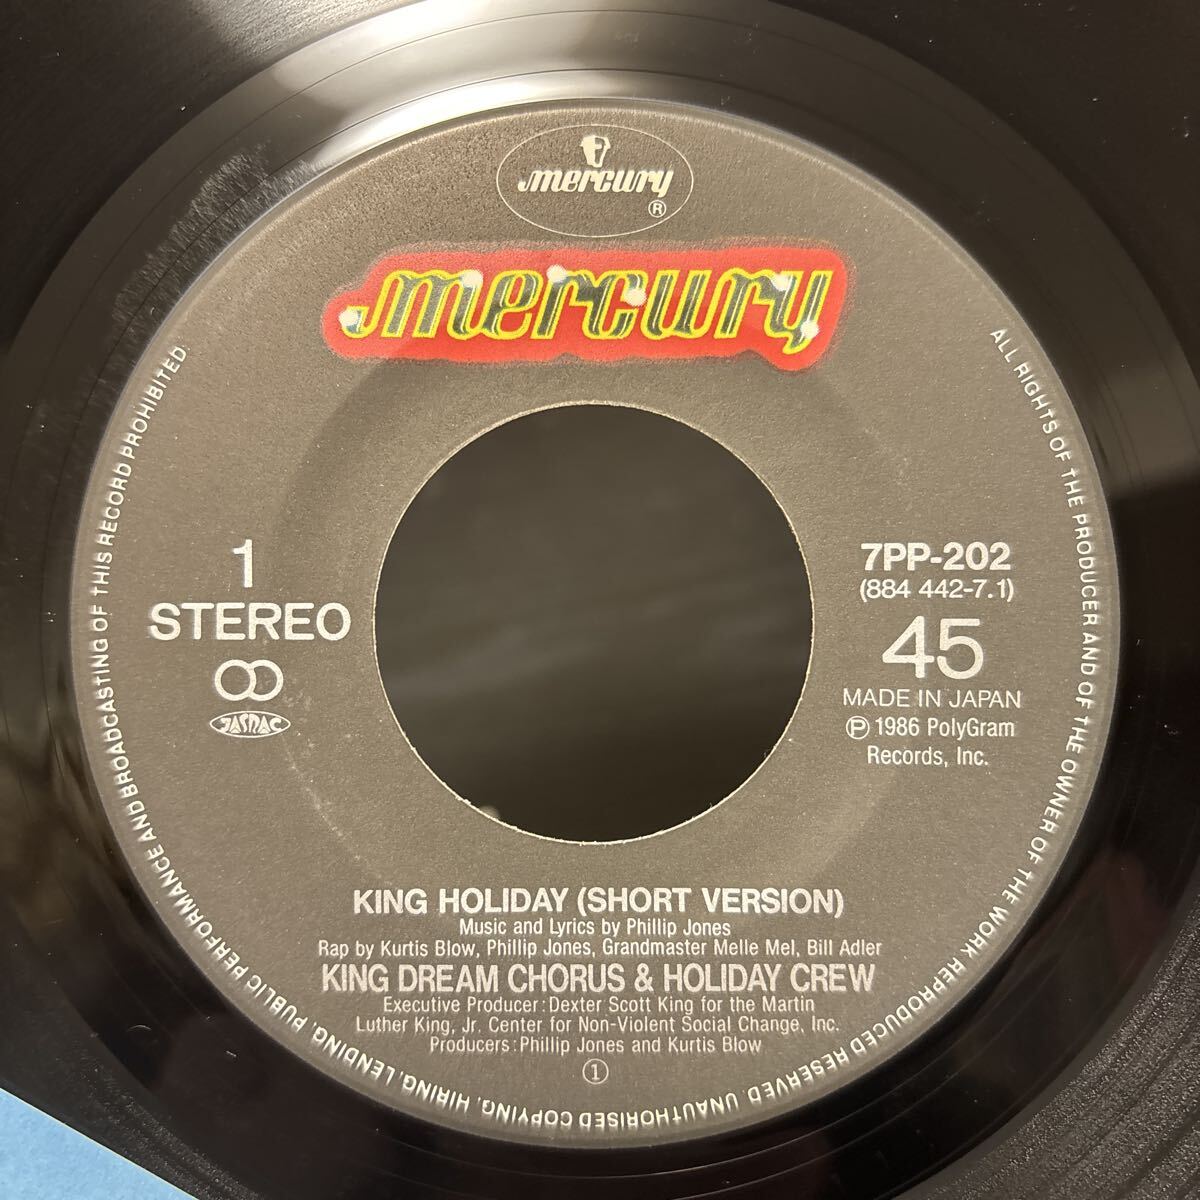 mercury
®
mercury
1
STEREO
JASRAC
7PP-202
(884 442-7.1)
45
MADE IN JAPAN
Ⓟ 1986 PolyGram
Records, Inc.
KING HOLIDAY (SHORT VERSION)
Music and Lyrics by Phillip Jones
Rap by Kurtis Blow, Phillip Jones, Grandmaster Melle Mel, Bill Adler
KING DREAM CHORUS & HOLIDAY CREW
Executive Producer: Dexter Scott King for the Martin
Luther King, Jr. Center for Non-Violent Social Change, Inc.
Producers: Phillip Jones and Kurtis Blow
①
ALL RIGHTS OF THE PRODUCER AND OF THE OWNER OF THE WORK REPRODUCED RESERVED. UNAUTHORISED COPYING, HIRING, LENDING, PUBLIC PERFORMANCE AND BROADCASTING OF THIS RECORD PROHIBITED